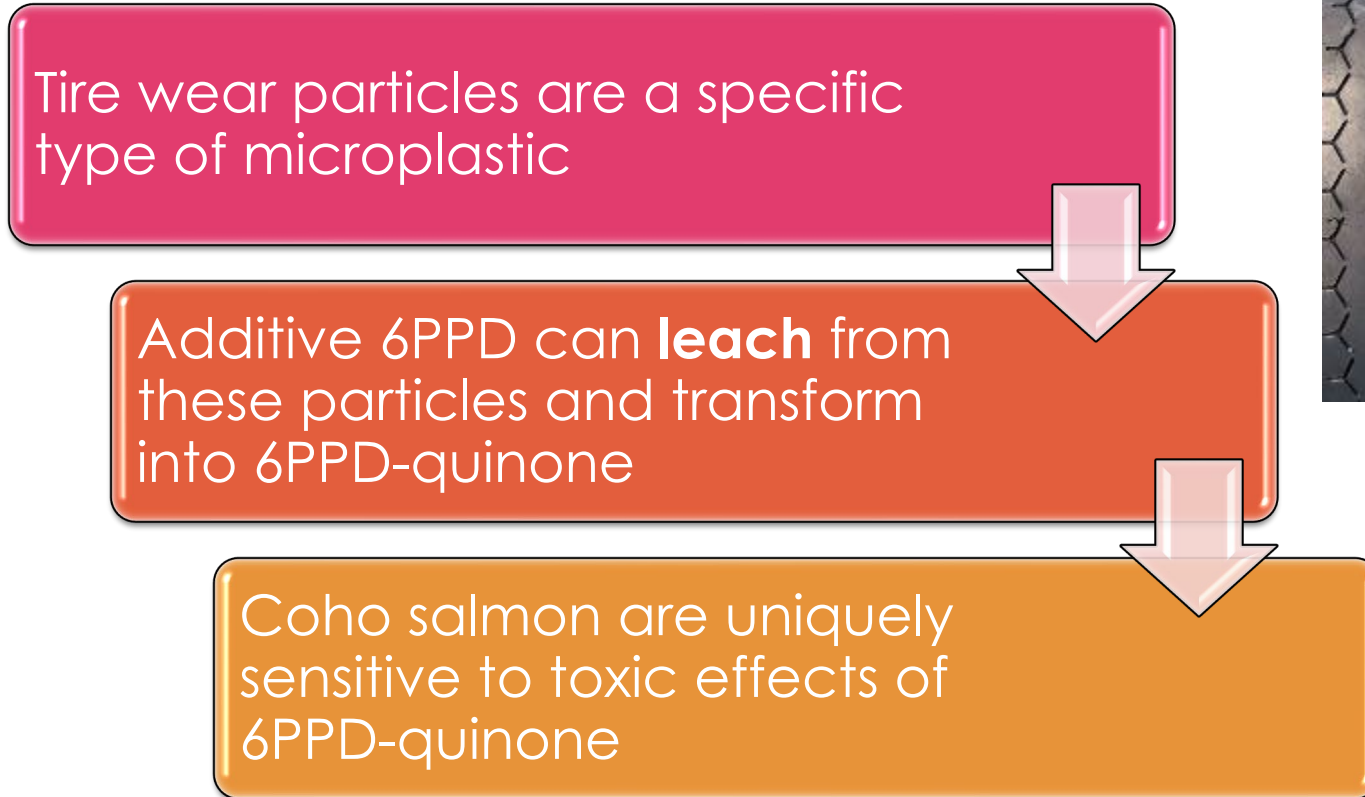 Tire wear particles are a specific
type of microplastic
Additive 6PPD can leach from
these particles and transform
into 6PPD-quinone
Coho salmon are uniquely
sensitive to toxic effects of
6PPD-quinone